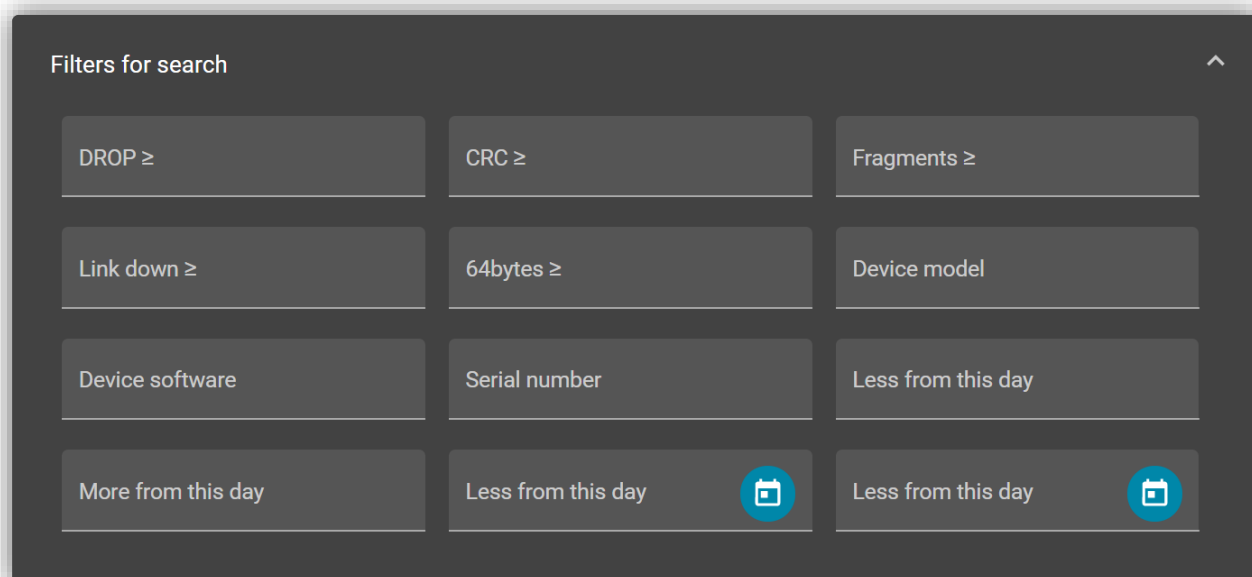 Filters for search
DROP ≥
CRC ≥
Fragments ≥
Link down ≥
64bytes ≥
Device model
Device software
Serial number
Less from this day
More from this day
Less from this day
Less from this day